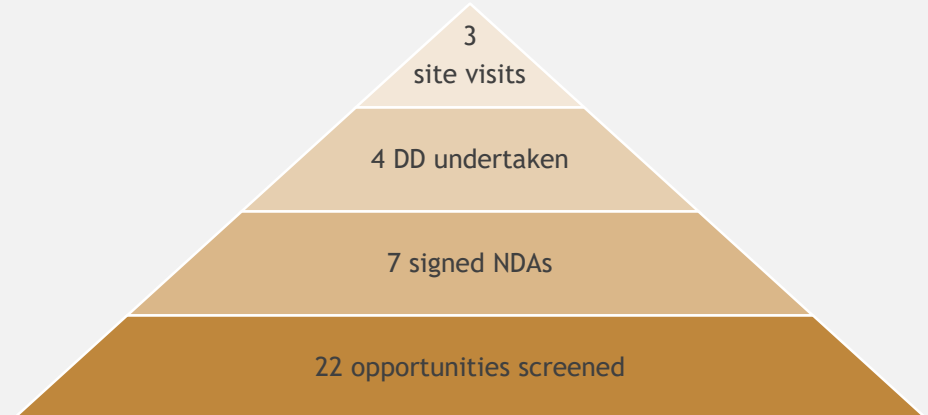 3
site visits
4 DD undertaken
7 signed NDAs
22 opportunities screened